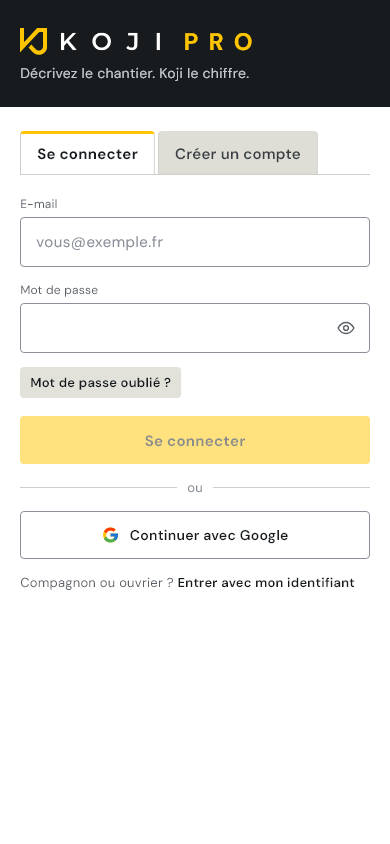 KOJI PRO
Décrivez le chantier. Koji le chiffre.
Se connecter
Créer un compte
E-mail
vous@exemple.fr
Mot de passe
Mot de passe oublié ?
Se connecter
ou
Continuer avec Google
Compagnon ou ouvrier ? Entrer avec mon identifiant